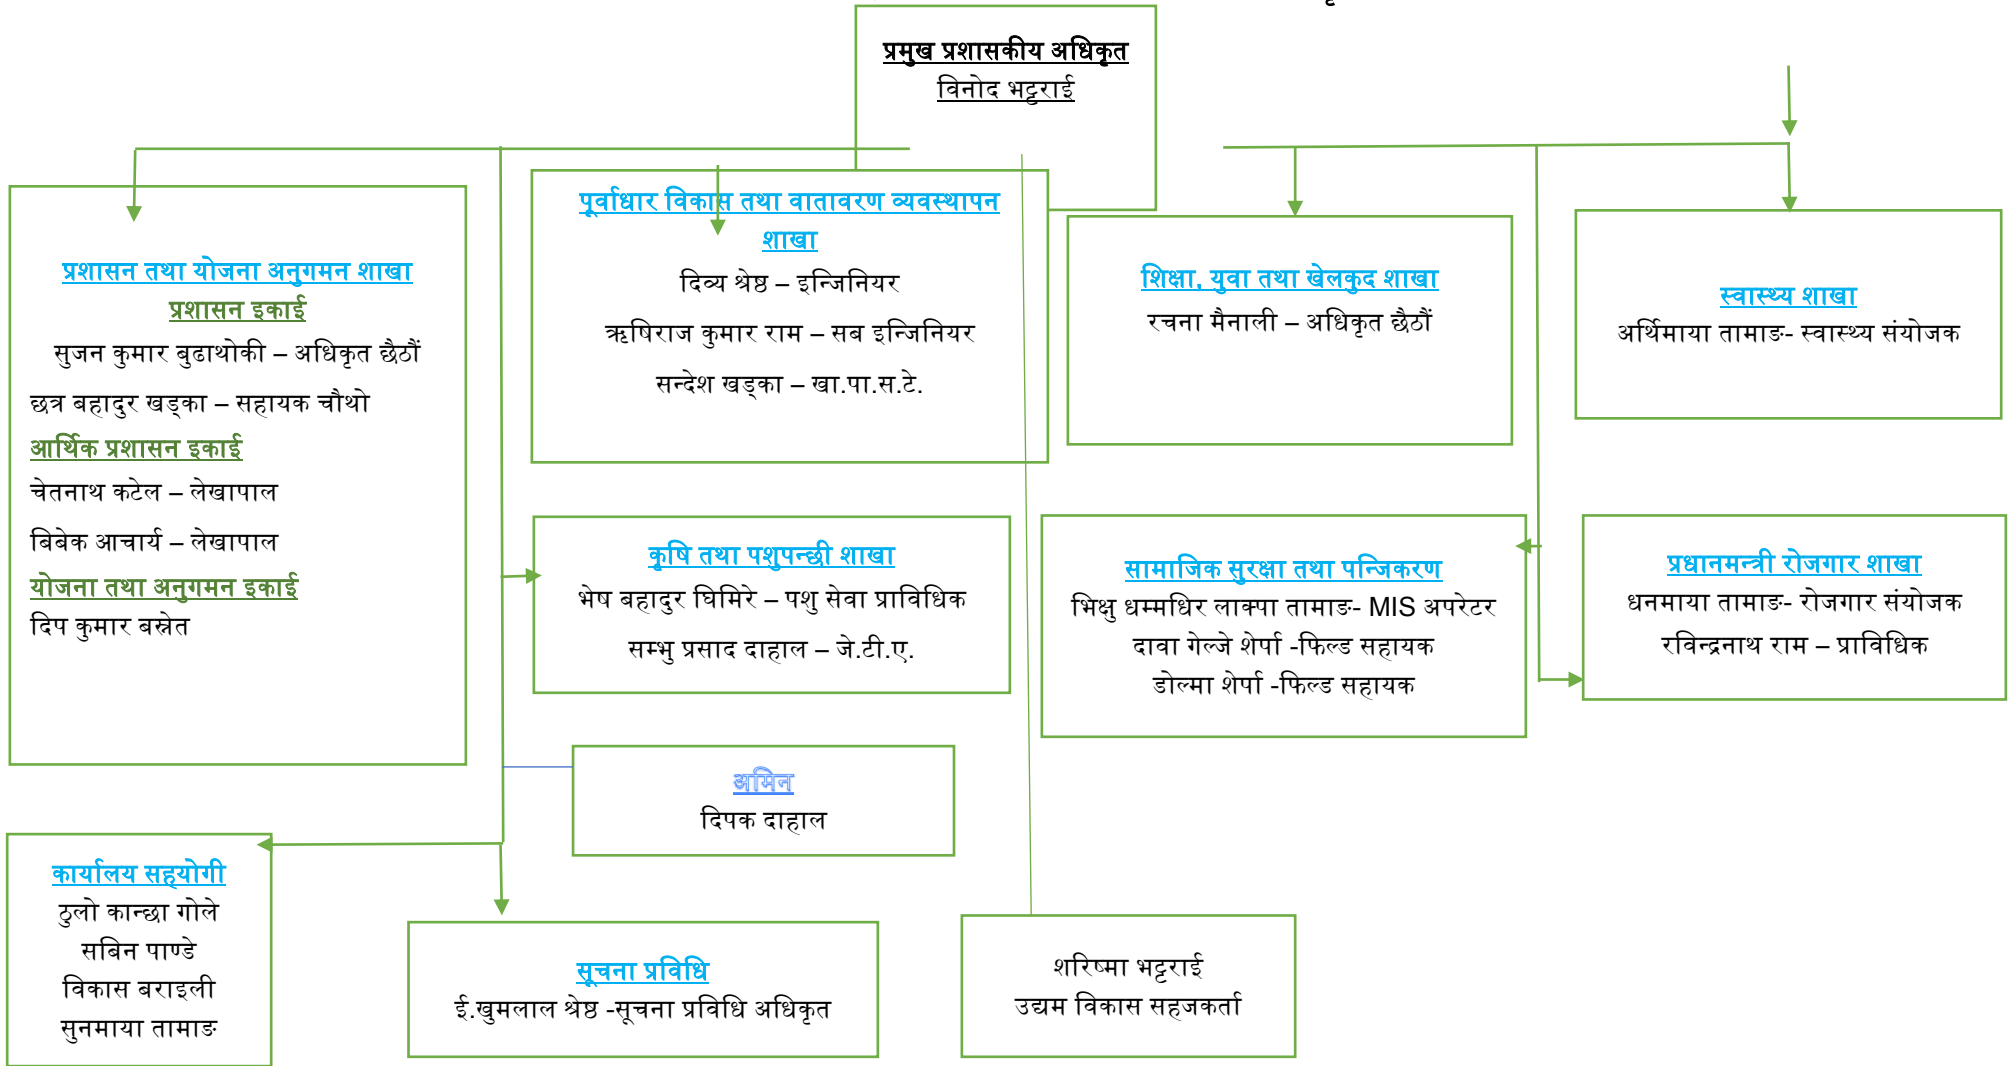 प्रमुख प्रशासकीय अधिकृत
विनोद भट्टराई
प्रशासन तथा योजना अनुगमन शाखा
प्रशासन इकाई
सुजन कुमार बुढाथोकी – अधिकृत छैठौं
छत्र बहादुर खड्का – सहायक चौथो
आर्थिक प्रशासन इकाई
चेतनाथ कटेल – लेखापाल
बिबेक आचार्य – लेखापाल
योजना तथा अनुगमन इकाई
दिप कुमार बस्नेत
पूर्वाधार विकास तथा वातावरण व्यवस्थापन
शाखा
दिव्य श्रेष्ठ – इन्जिनियर
ऋषिराज कुमार राम – सब इन्जिनियर
सन्देश खड्का – खा.पा.स.टे.
शिक्षा, युवा तथा खेलकुद शाखा
रचना मैनाली – अधिकृत छैठौं
स्वास्थ्य शाखा
अर्थिमाया तामाङ- स्वास्थ्य संयोजक
कृषि तथा पशुपन्छी शाखा
भेष बहादुर घिमिरे – पशु सेवा प्राविधिक
सम्भु प्रसाद दाहाल – जे.टी.ए.
सामाजिक सुरक्षा तथा पन्जिकरण
भिक्षु धम्मधिर लाक्पा तामाङ- MIS अपरेटर
दावा गेल्जे शेर्पा -फिल्ड सहायक
डोल्मा शेर्पा -फिल्ड सहायक
प्रधानमन्त्री रोजगार शाखा
धनमाया तामाङ- रोजगार संयोजक
रविन्द्रनाथ राम – प्राविधिक
अमिन
दिपक दाहाल
कार्यालय सहयोगी
ठुलो कान्छा गोले
सबिन पाण्डे
विकास बराइली
सुनमाया तामाङ
सूचना प्रविधि
ई.खुमलाल श्रेष्ठ -सूचना प्रविधि अधिकृत
शरिष्मा भट्टराई
उद्यम विकास सहजकर्ता